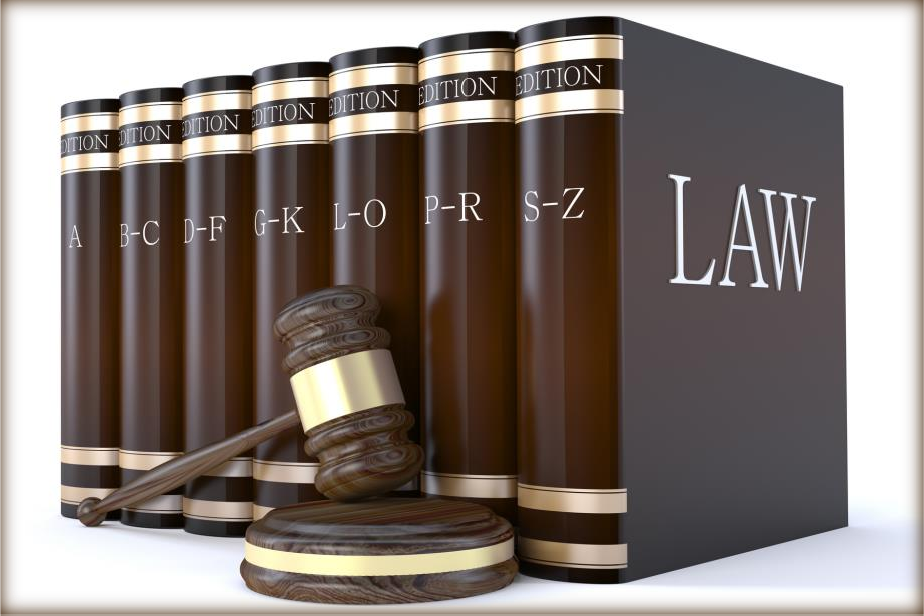 EDITION
A
EDITION
B-C
EDITION
D-F
EDITION
G-K
EDITION
L-O
EDITION
P-R
EDITION
S-Z
LAW